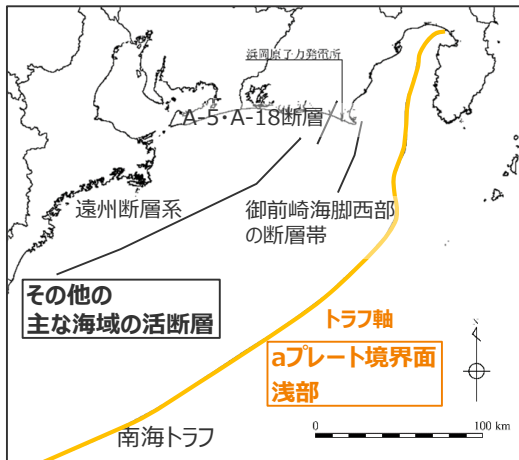 浜岡原子力発電所
A-5・A-18断層
遠州断層系
御前崎海脚西部
の断層帯
その他の
主な海域の活断層
トラフ軸
aプレート境界面
浅部
南海トラフ
N
0
100 km